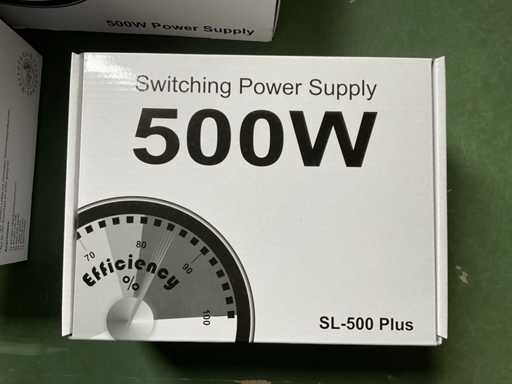 500W Power Supply
Switching Power Supply
500W
70
80
90
100
Efficiency
%
SL-500 Plus